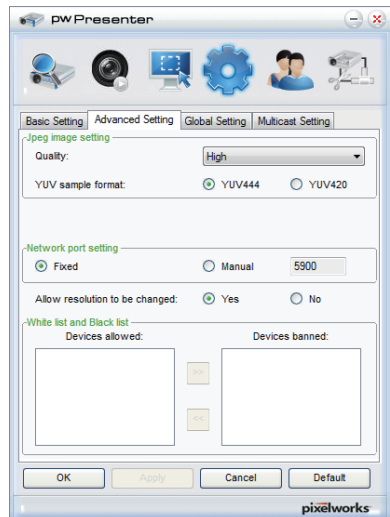 pwPresenter
Basic Setting Advanced Setting Global Setting Multicast Setting
Jpeg image setting
Quality: High
YUV sample format: YUV444 YUV420
Network port setting
Fixed Manual 5900
Allow resolution to be changed: Yes No
White list and Black list
Devices allowed: Devices banned:
>>
<<
OK Apply Cancel Default
pixelworks